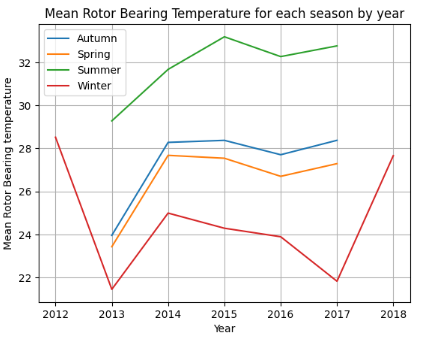 Mean Rotor Bearing Temperature for each season by year
Autumn
Spring
Summer
Winter
Mean Rotor Bearing temperature
32
30
28
26
24
22
2012 2013 2014 2015 2016 2017 2018
Year